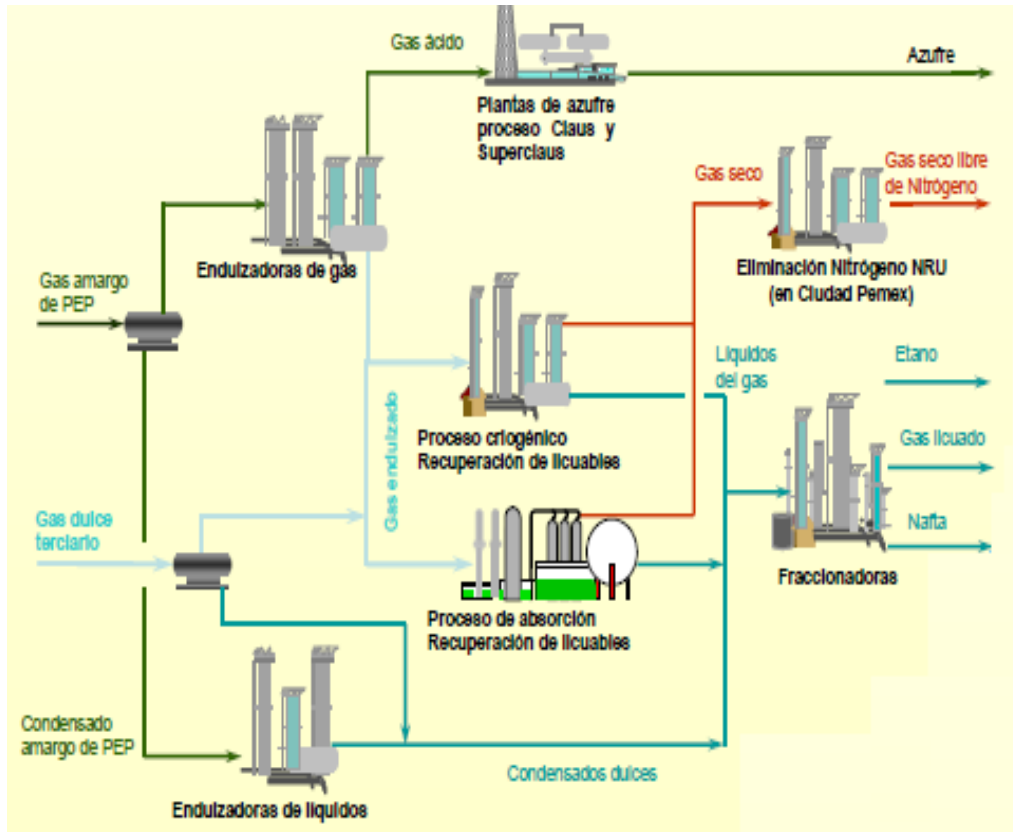 Gas ácido
Azufre
Plantas de azufre
proceso Claus y
Superclaus
Gas seco
Gas seco libre
de Nitrógeno
Endulzadoras de gas
Eliminación Nitrógeno NRU
(en Ciudad Pemex)
Gas amargo
de PEP
Líquidos
del gas
Etano
Gas endulzado
Proceso criogénico
Recuperación de licuables
Gas licuado
Gas dulce
terciario
Nafta
Fraccionadoras
Proceso de absorción
Recuperación de licuables
Condensado
amargo de PEP
Condensados dulces
Endulzadoras de líquidos